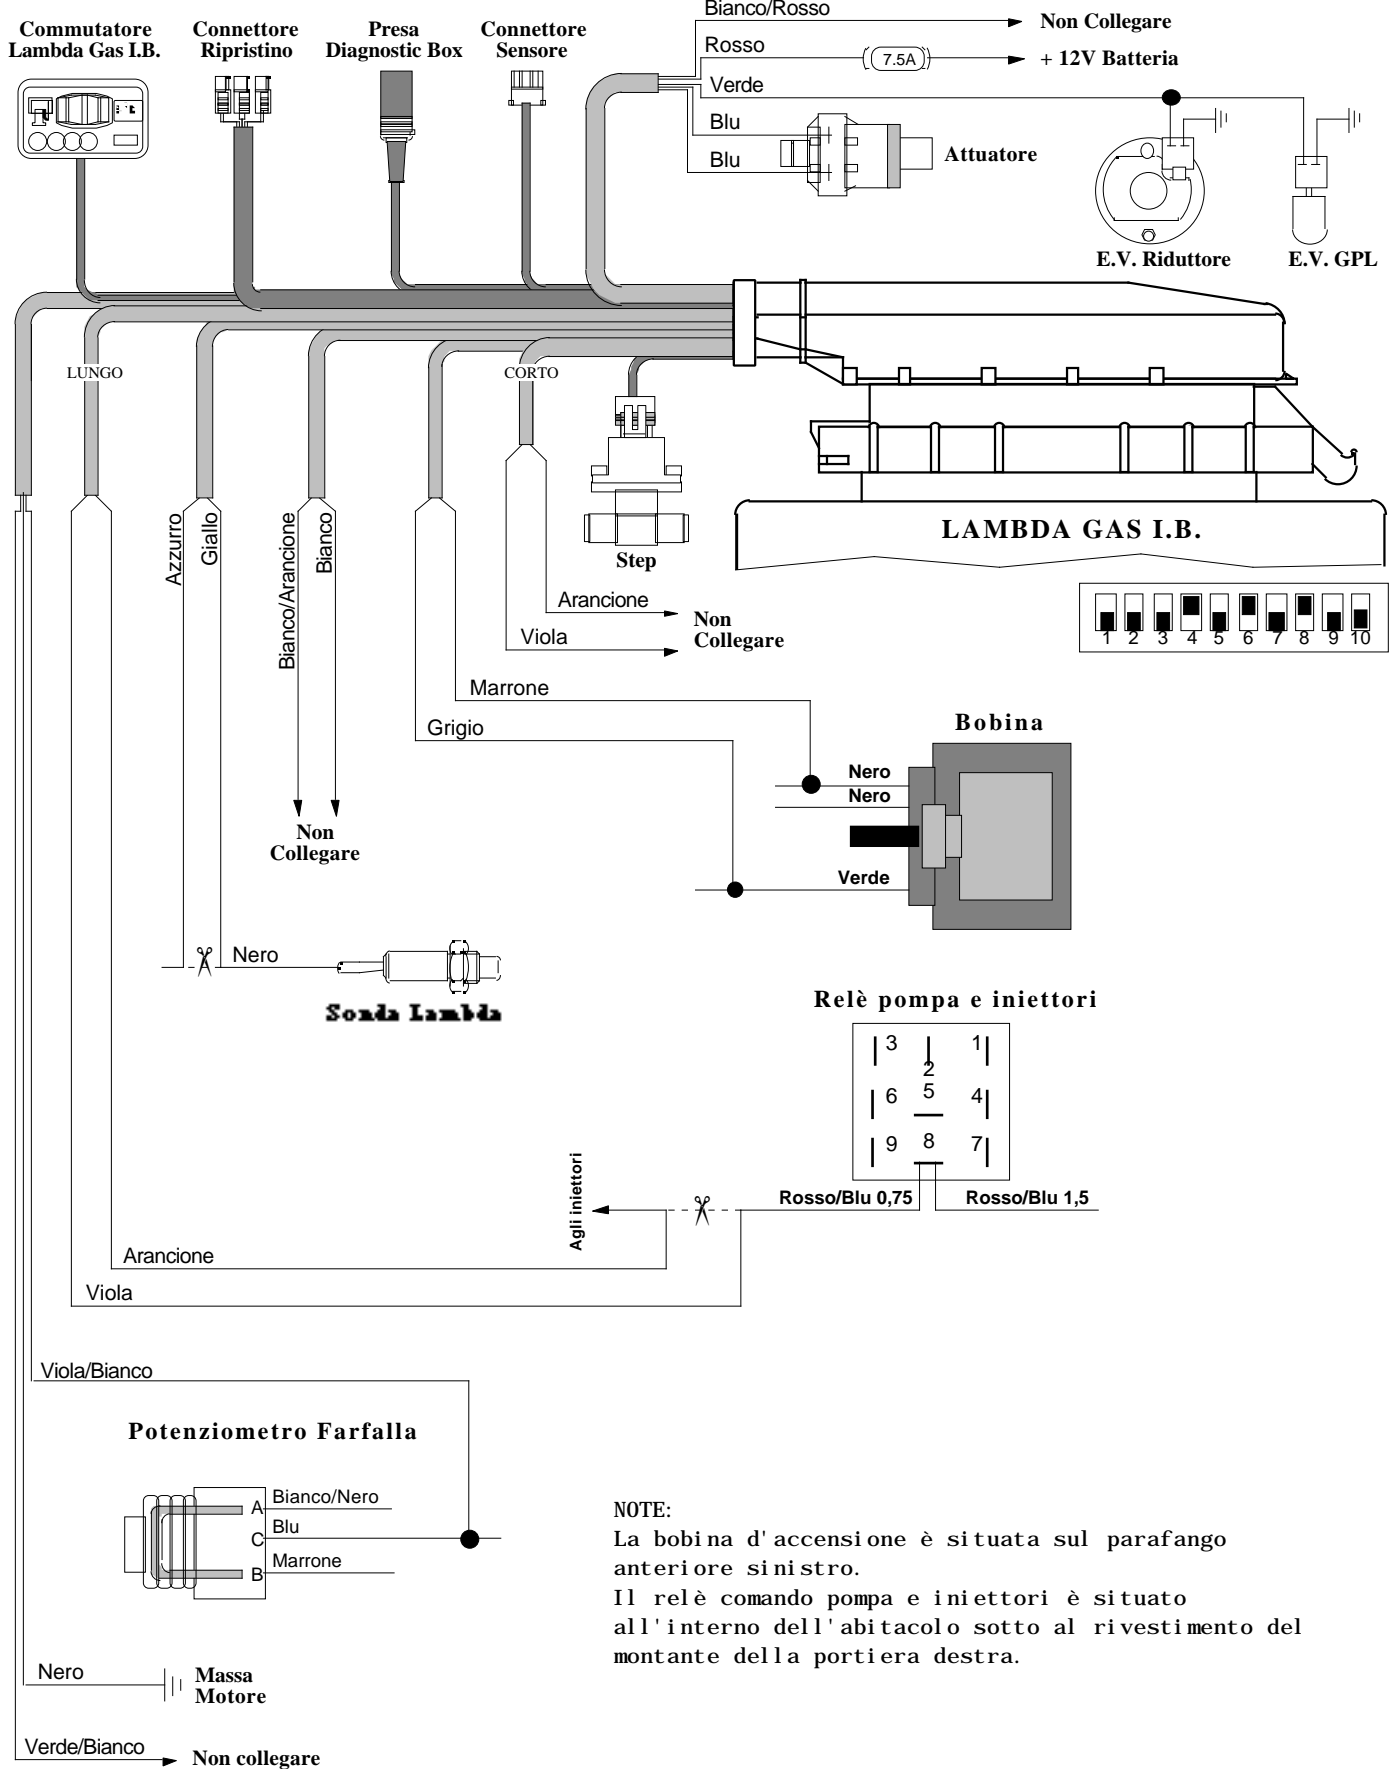 Bianco/Rosso
Non Collegare
Commutatore
Lambda Gas I.B.
Connettore
Ripristino
Presa
Diagnostic Box
Connettore
Sensore
Rosso
7.5A
+ 12V Batteria
Verde
Blu
Blu
Attuatore
E.V. Riduttore
E.V. GPL
LUNGO
CORTO
LAMBDA GAS I.B.
Step
Azzurro
Giallo
Bianco/Arancione
Bianco
Arancione
Viola
Non
Collegare
1 2 3 4 5 6 7 8 9 10
Marrone
Grigio
Bobina
Nero
Nero
Verde
Non
Collegare
Nero
Sonda Lambda
Relè pompa e iniettori
3 2 1
6 5 4
9 8 7
Agli iniettori
Rosso/Blu 0,75
Rosso/Blu 1,5
Arancione
Viola
Viola/Bianco
Potenziometro Farfalla
A Bianco/Nero
C Blu
B Marrone
NOTE:
La bobina d'accensione è situata sul parafango
anteriore sinistro.
Il relè comando pompa e iniettori è situato
all'interno dell'abitacolo sotto al rivestimento del
montante della portiera destra.
Nero
Massa
Motore
Verde/Bianco
Non collegare